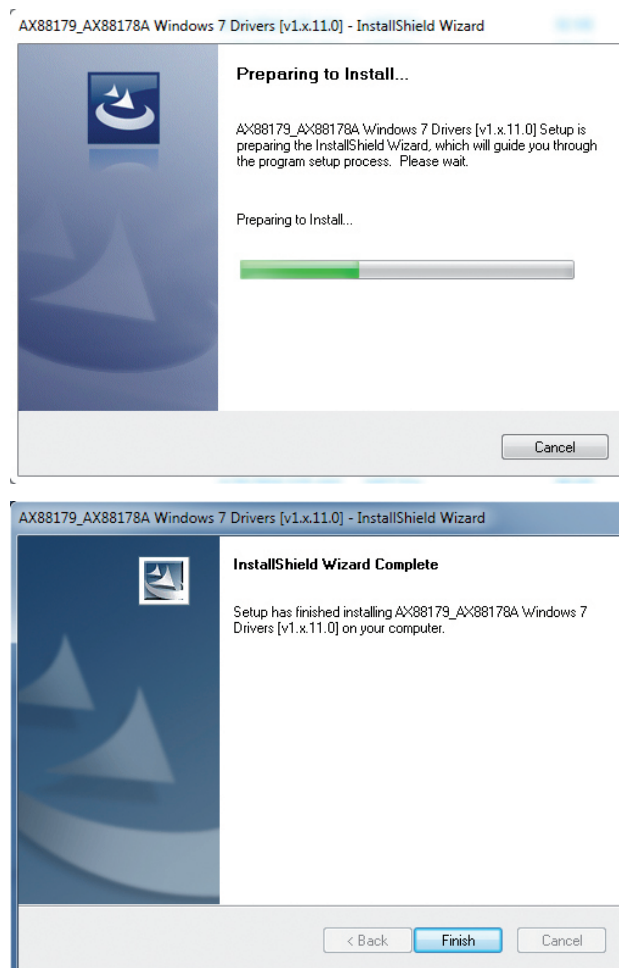 AX88179_AX88178A Windows 7 Drivers [v1.x.11.0] - InstallShield Wizard
Preparing to Install...
AX88179_AX88178A Windows 7 Drivers [v1.x.11.0] Setup is
preparing the InstallShield Wizard, which will guide you through
the program setup process. Please wait.
Preparing to Install...
Cancel
AX88179_AX88178A Windows 7 Drivers [v1.x.11.0] - InstallShield Wizard
InstallShield Wizard Complete
Setup has finished installing AX88179_AX88178A Windows 7
Drivers [v1.x.11.0] on your computer.
< Back Finish Cancel